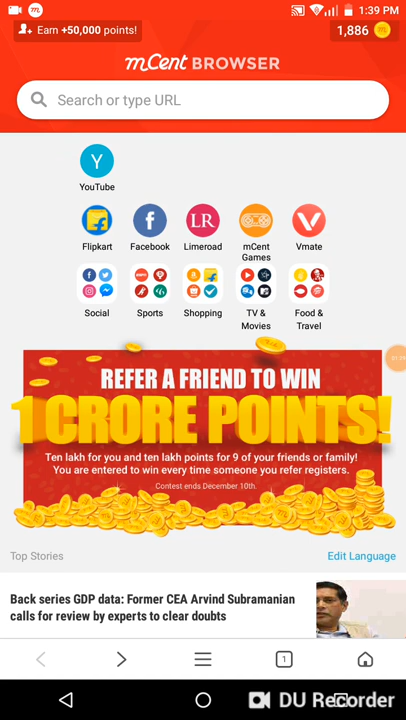 1:39 PM
Earn +50,000 points!
1,886
mCent BROWSER
Search or type URL
Y
YouTube
Flipkart
Facebook
LR
Limeroad
mCent Games
Vmate
Social
Sports
Shopping
TV & Movies
Food & Travel
REFER A FRIEND TO WIN
1 CRORE POINTS!
Ten lakh for you and ten lakh points for 9 of your friends or family!
You are entered to win every time someone you refer registers.
Contest ends December 10th.
Top Stories
Edit Language
Back series GDP data: Former CEA Arvind Subramanian
calls for review by experts to clear doubts
1
DU Recorder